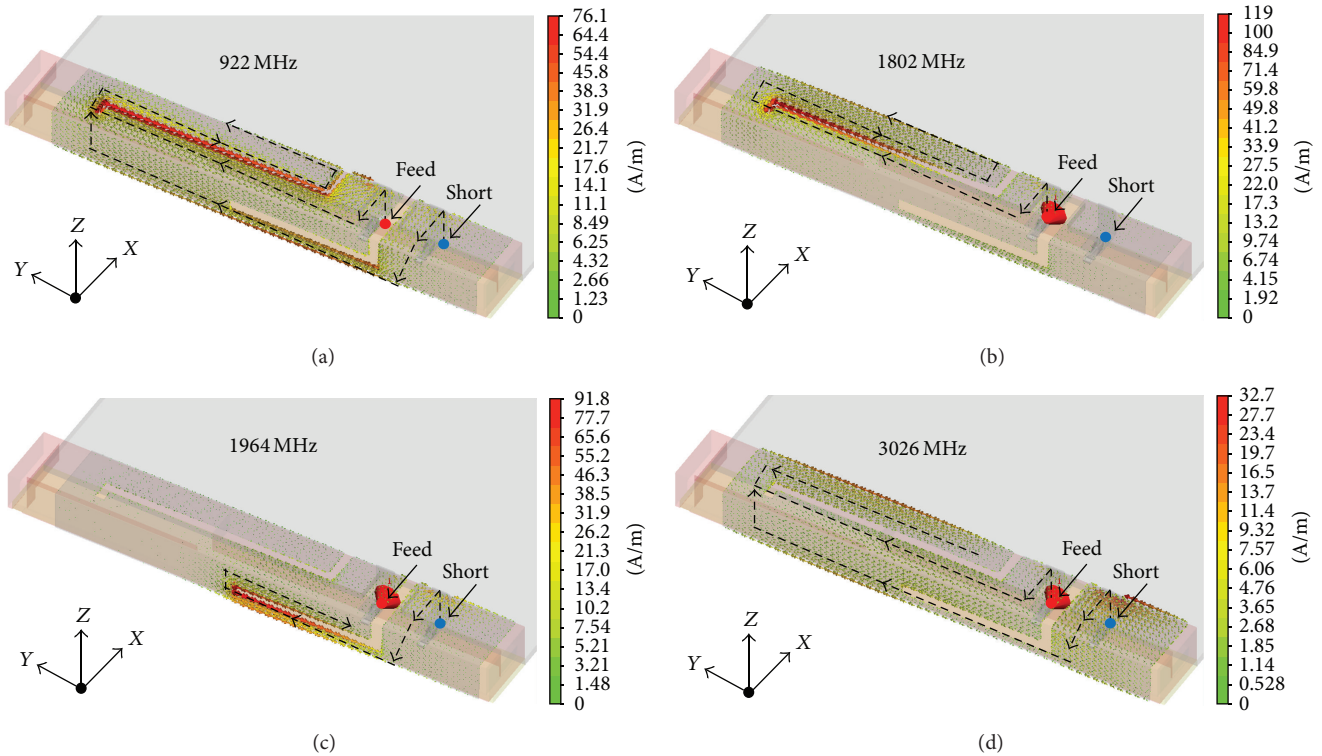 922 MHz
Feed
Short
Z
X
Y
76.1
64.4
54.4
45.8
38.3
31.9
26.4
21.7
17.6
14.1
11.1
8.49
6.25
4.32
2.66
1.23
0
(A/m)
(a)
1802 MHz
Feed
Short
Z
X
Y
119
100
84.9
71.4
59.8
49.8
41.2
33.9
27.5
22.0
17.3
13.2
9.74
6.74
4.15
1.92
0
(A/m)
(b)
1964 MHz
Feed
Short
Z
X
Y
91.8
77.7
65.6
55.2
46.3
38.5
31.9
26.2
21.3
17.0
13.4
10.2
7.54
5.21
3.21
1.48
0
(A/m)
(c)
3026 MHz
Feed
Short
Z
X
Y
32.7
27.7
23.4
19.7
16.5
13.7
11.4
9.32
7.57
6.06
4.76
3.65
2.68
1.85
1.14
0.528
0
(A/m)
(d)